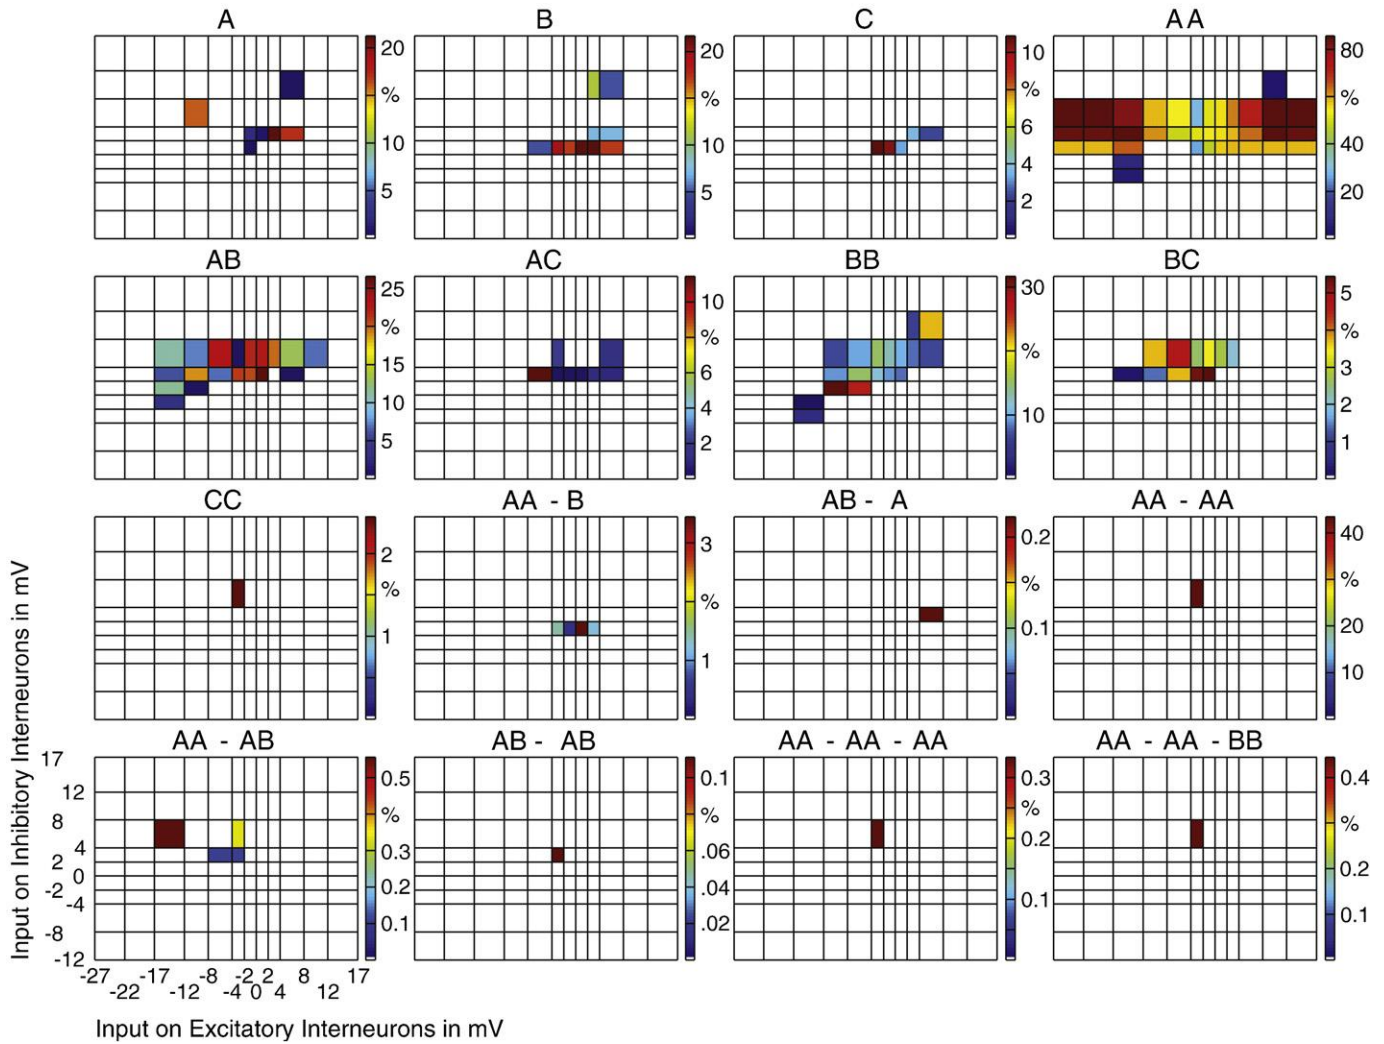 A B C AA
20 % 10 5
20 % 10 5
10 % 6 4 2
80 % 40 20
AB AC BB BC
25 % 15 10 5
10 % 6 4 2
30 % 10
5 % 3 2 1
CC AA - B AB - A AA - AA
2 % 1
3 % 1
0.2 % 0.1
40 % 20 10
AA - AB AB - AB AA - AA - AA AA - AA - BB
0.5 % 0.3 0.2 0.1
0.1 % .06 .04 .02
0.3 % 0.2 0.1
0.4 % 0.2 0.1
Input on Inhibitory Interneurons in mV
17
12
8
4
2
0
-2
-4
-8
-12
-27 -17 -8 -2 2 8 17
-22 -12 -4 0 4 12
Input on Excitatory Interneurons in mV